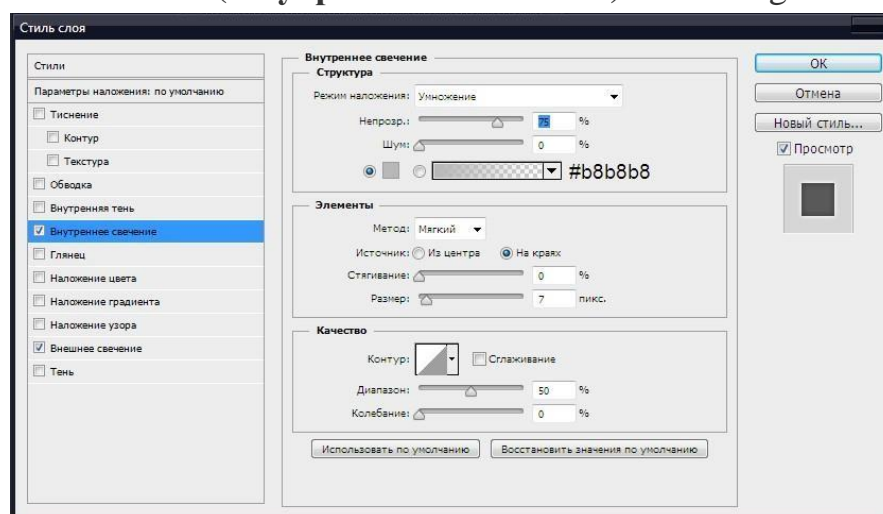 Стиль слоя
Стили
Параметры наложения: по умолчанию
Тиснение
Контур
Текстура
Обводка
Внутренняя тень
Внутреннее свечение
Глянец
Наложение цвета
Наложение градиента
Наложение узора
Внешнее свечение
Тень
Внутреннее свечение
Структура
Режим наложения: Умножение
Непрозр.: 75 %
Шум: 0 %
#b8b8b8
Элементы
Метод: Мягкий
Источник: Из центра На краях
Стягивание: 0 %
Размер: 7 пикс.
Качество
Контур: Сглаживание
Диапазон: 50 %
Колебание: 0 %
Использовать по умолчанию Восстановить значения по умолчанию
ОК
Отмена
Новый стиль...
Просмотр